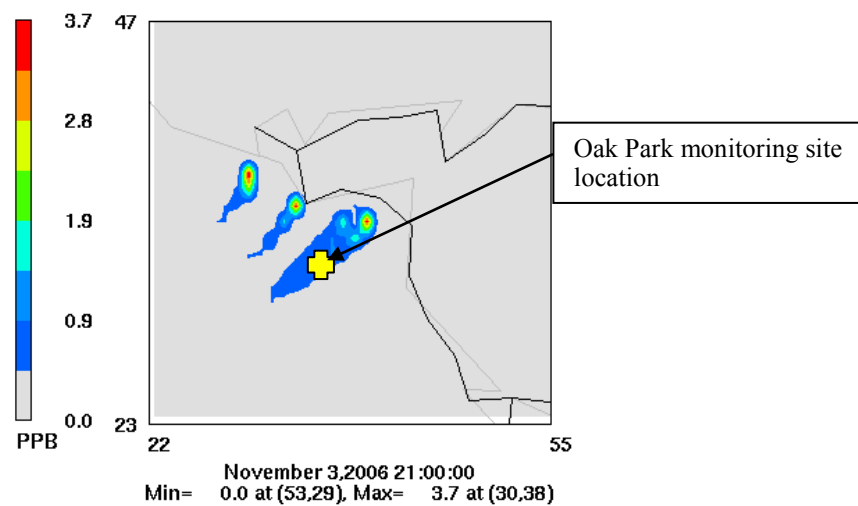 3.7
2.8
1.9
0.9
0.0
PPB
47
23
22
55
Oak Park monitoring site
location
November 3,2006 21:00:00
Min= 0.0 at (53,29), Max= 3.7 at (30,38)